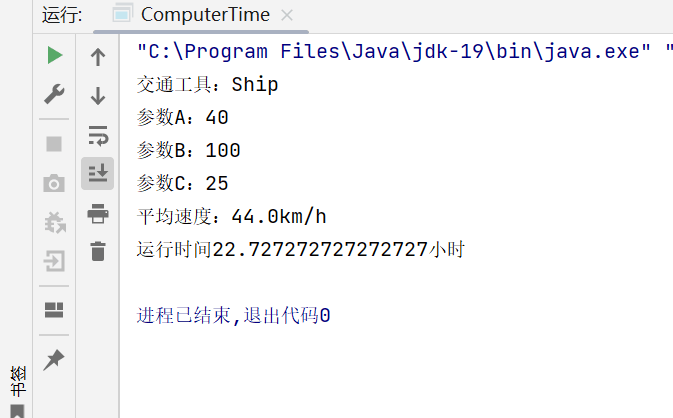 运行: ComputerTime
"C:\Program Files\Java\jdk-19\bin\java.exe" "
交通工具：Ship
参数A：40
参数B：100
参数C：25
平均速度：44.0km/h
运行时间22.727272727272727小时
进程已结束,退出代码0
书签